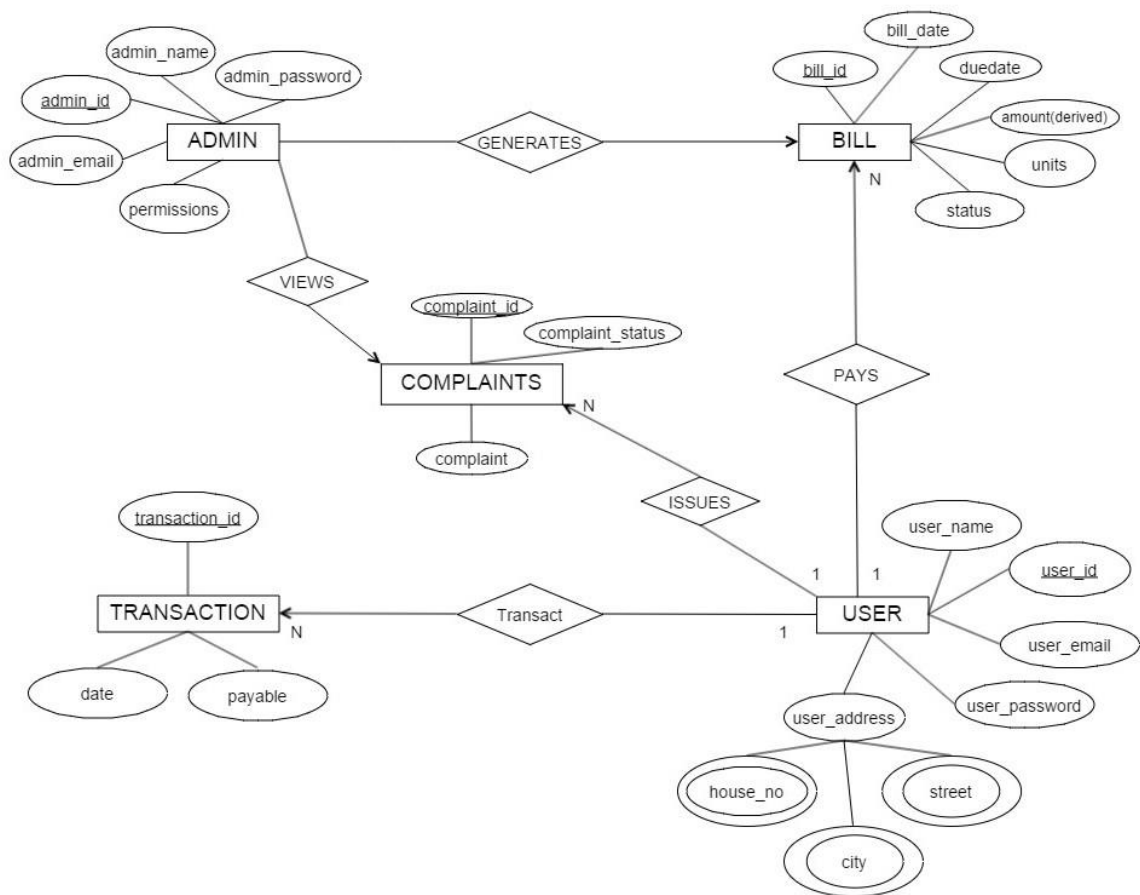 admin_name
bill_date
admin_password
bill_id
duedate
admin_id
amount(derived)
ADMIN
GENERATES
BILL
admin_email
units
N
permissions
status
VIEWS
complaint_id
complaint_status
COMPLAINTS
PAYS
N
complaint
ISSUES
transaction_id
user_name
user_id
1
1
TRANSACTION
Transact
USER
N
1
user_email
date
payable
user_password
user_address
house_no
street
city